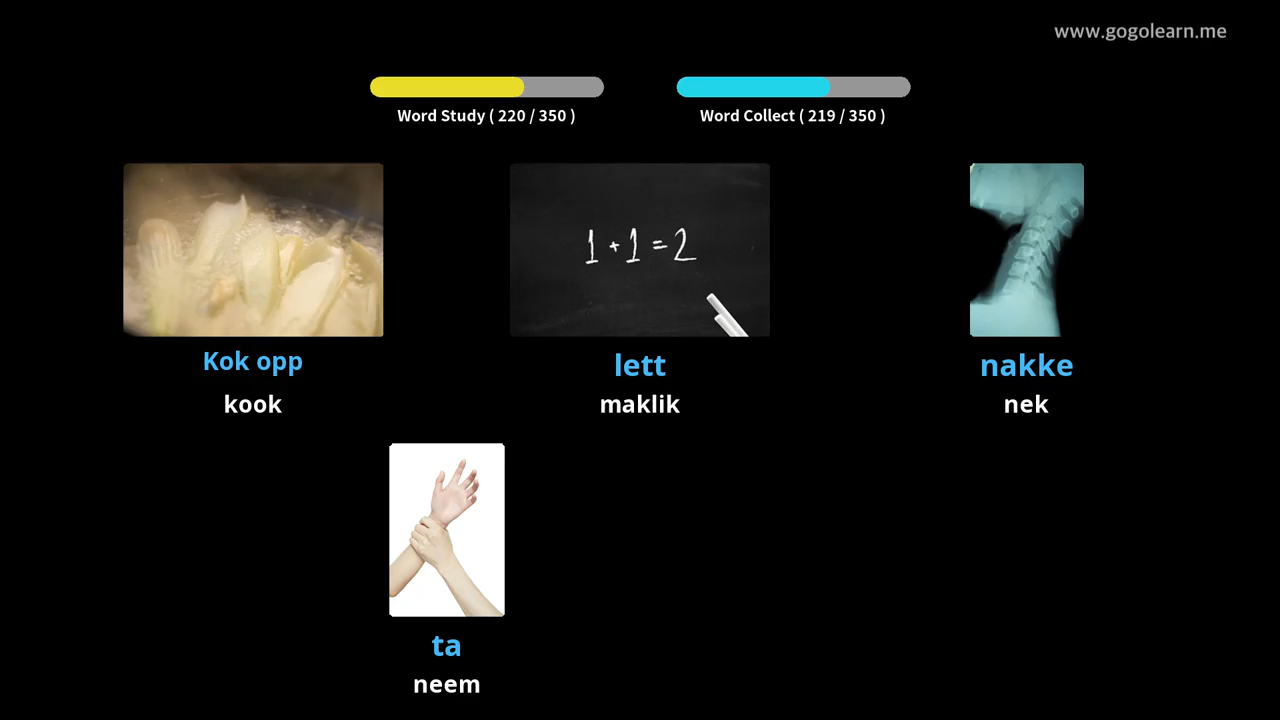 www.gogolearn.me
Word Study ( 220 / 350 )
Word Collect ( 219 / 350 )
1 + 1 = 2
Kok opp
kook
lett
maklik
nakke
nek
ta
neem